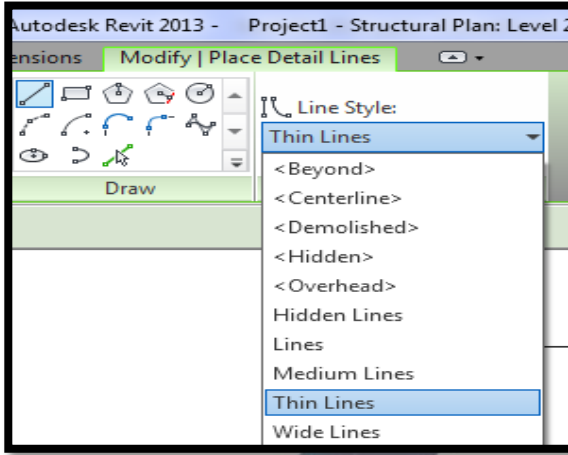 Autodesk Revit 2013 - Project1 - Structural Plan: Level 2
ensions Modify | Place Detail Lines
Line Style:
Thin Lines
Draw
<Beyond>
<Centerline>
<Demolished>
<Hidden>
<Overhead>
Hidden Lines
Lines
Medium Lines
Thin Lines
Wide Lines